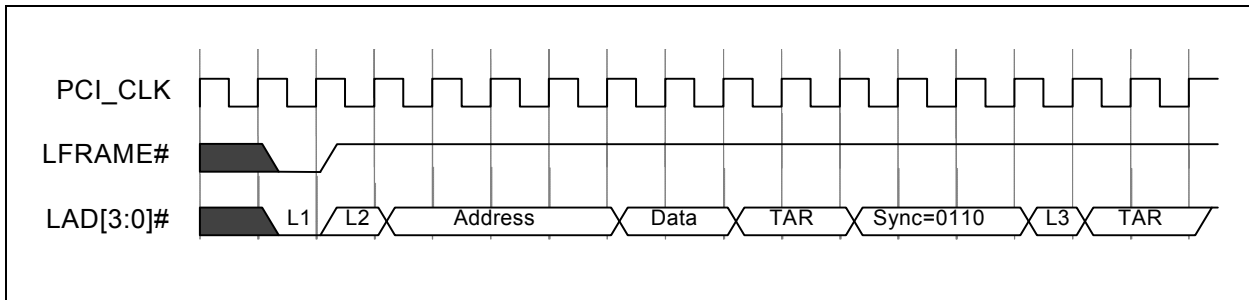 PCI_CLK
LFRAME#
LAD[3:0]# L1 L2 Address Data TAR Sync=0110 L3 TAR